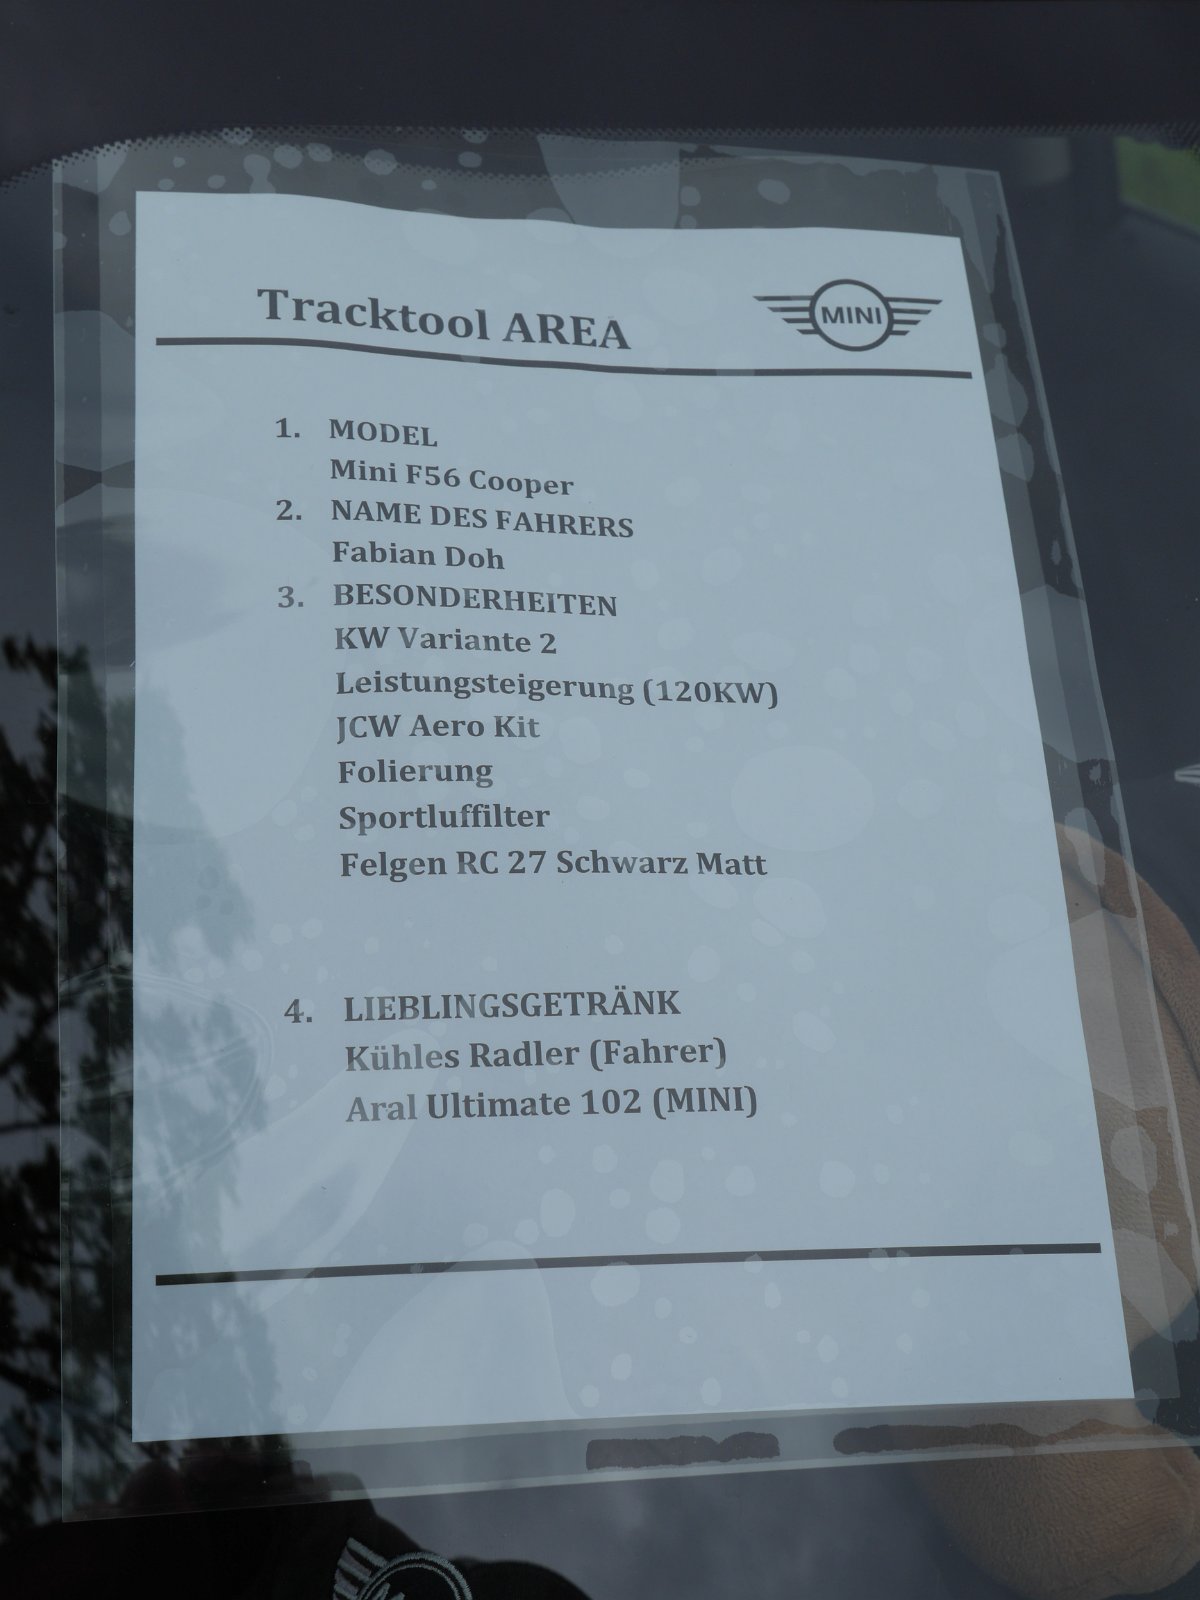 Tracktool AREA
MINI
1. MODEL
Mini F56 Cooper
2. NAME DES FAHRERS
Fabian Doh
3. BESONDERHEITEN
KW Variante 2
Leistungsteigerung (120KW)
JCW Aero Kit
Folierung
Sportluffilter
Felgen RC 27 Schwarz Matt
4. LIEBLINGSGETRÄNK
Kühles Radler (Fahrer)
Aral Ultimate 102 (MINI)